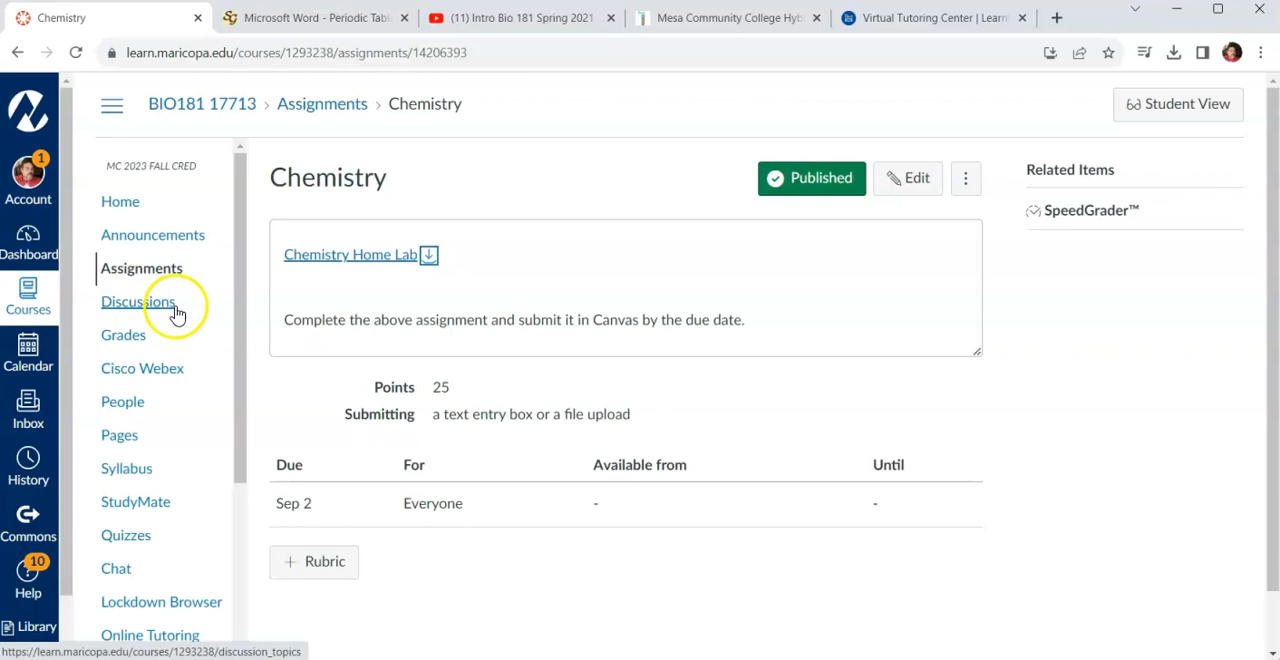 Chemistry
Microsoft Word - Periodic Tabl
(11) Intro Bio 181 Spring 2021
Mesa Community College Hyb
Virtual Tutoring Center | Learn
learn.maricopa.edu/courses/1293238/assignments/14206393
BIO181 17713 › Assignments › Chemistry
Student View
1
Account
Dashboard
Courses
Calendar
Inbox
History
Commons
10
Help
Library
MC 2023 FALL CRED
Home
Announcements
Assignments
Discussions
Grades
Cisco Webex
People
Pages
Syllabus
StudyMate
Quizzes
Chat
Lockdown Browser
Online Tutoring
Chemistry
Published
Edit
Chemistry Home Lab
Complete the above assignment and submit it in Canvas by the due date.
Points 25
Submitting a text entry box or a file upload
Due For Available from Until
Sep 2 Everyone - -
+ Rubric
Related Items
SpeedGrader™
https://learn.maricopa.edu/courses/1293238/discussion_topics